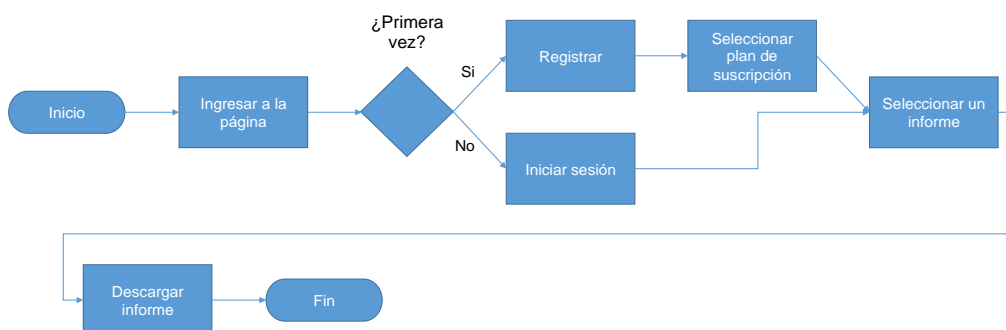 ¿Primera
vez?
Si
No
Inicio
Ingresar a la
página
Registrar
Seleccionar
plan de
suscripción
Iniciar sesión
Seleccionar un
informe
Descargar
informe
Fin